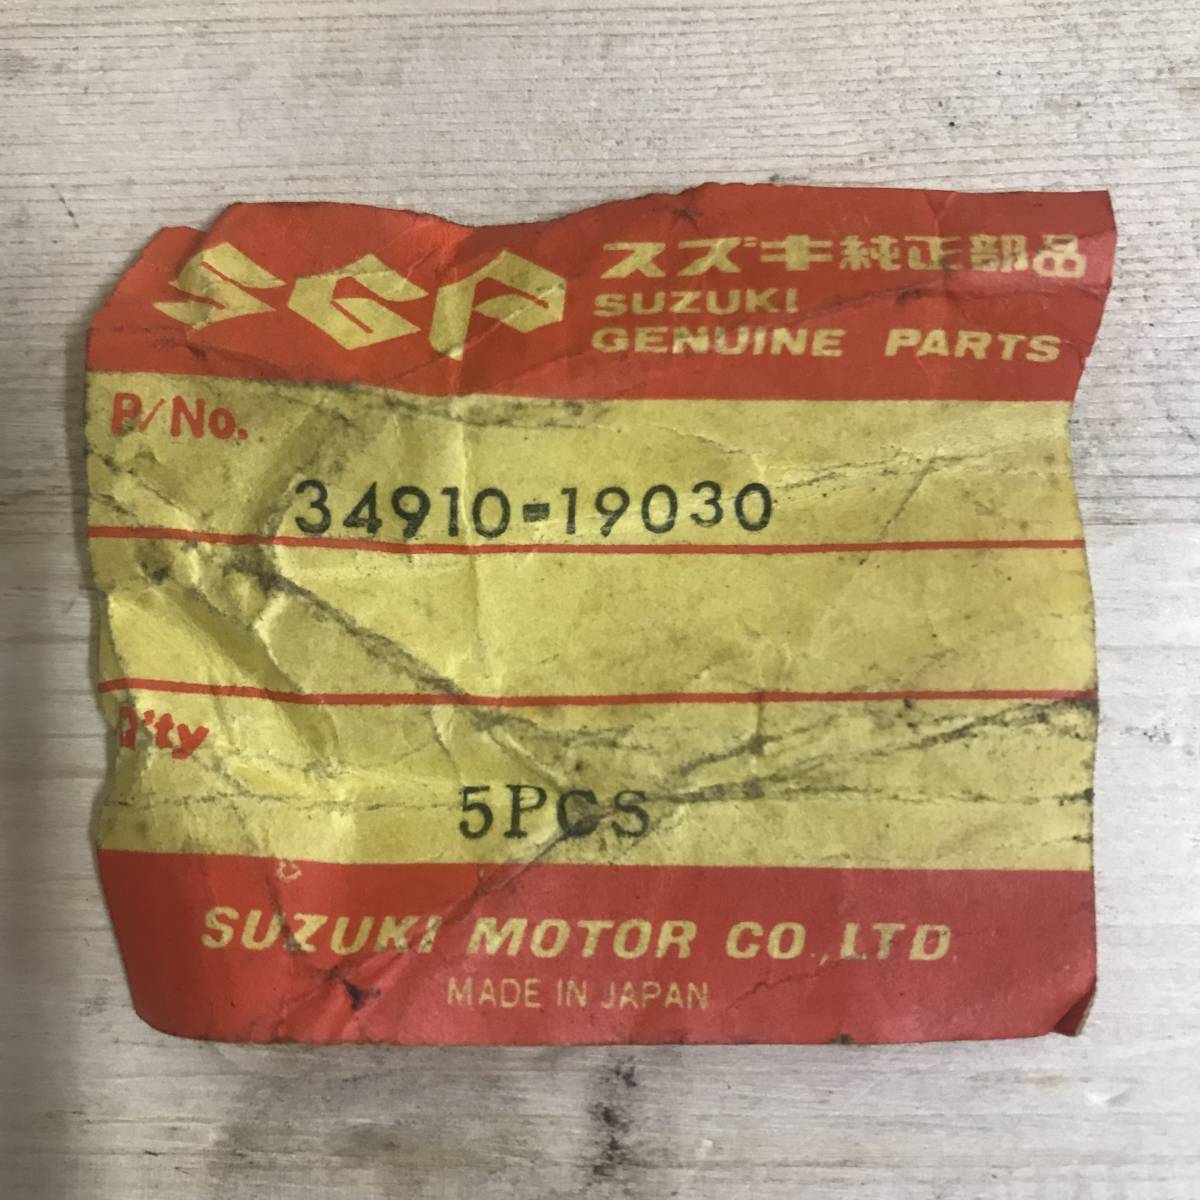 SGP
スズキ純正部品
SUZUKI
GENUINE PARTS
P/No.
34910-19030
Q'ty
5PCS
SUZUKI MOTOR CO.,LTD.
MADE IN JAPAN